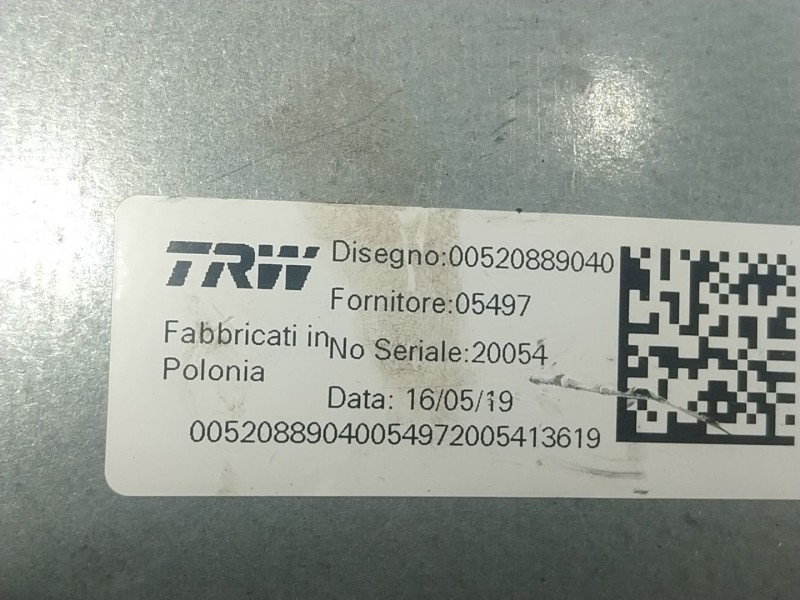 TRW
Disegno:00520889040
Fornitore:05497
Fabbricati in
Polonia
No Seriale:20054
Data: 16/05/19
00520889040054972005413619